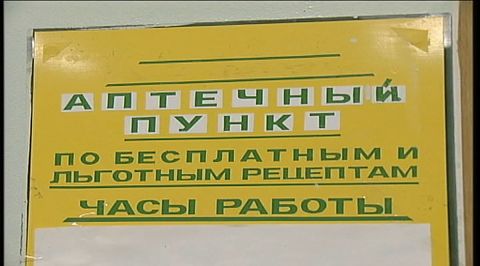 АПТЕЧНЫЙ
ПУНКТ
ПО БЕСПЛАТНЫМ И
ЛЬГОТНЫМ РЕЦЕПТАМ
ЧАСЫ РАБОТЫ